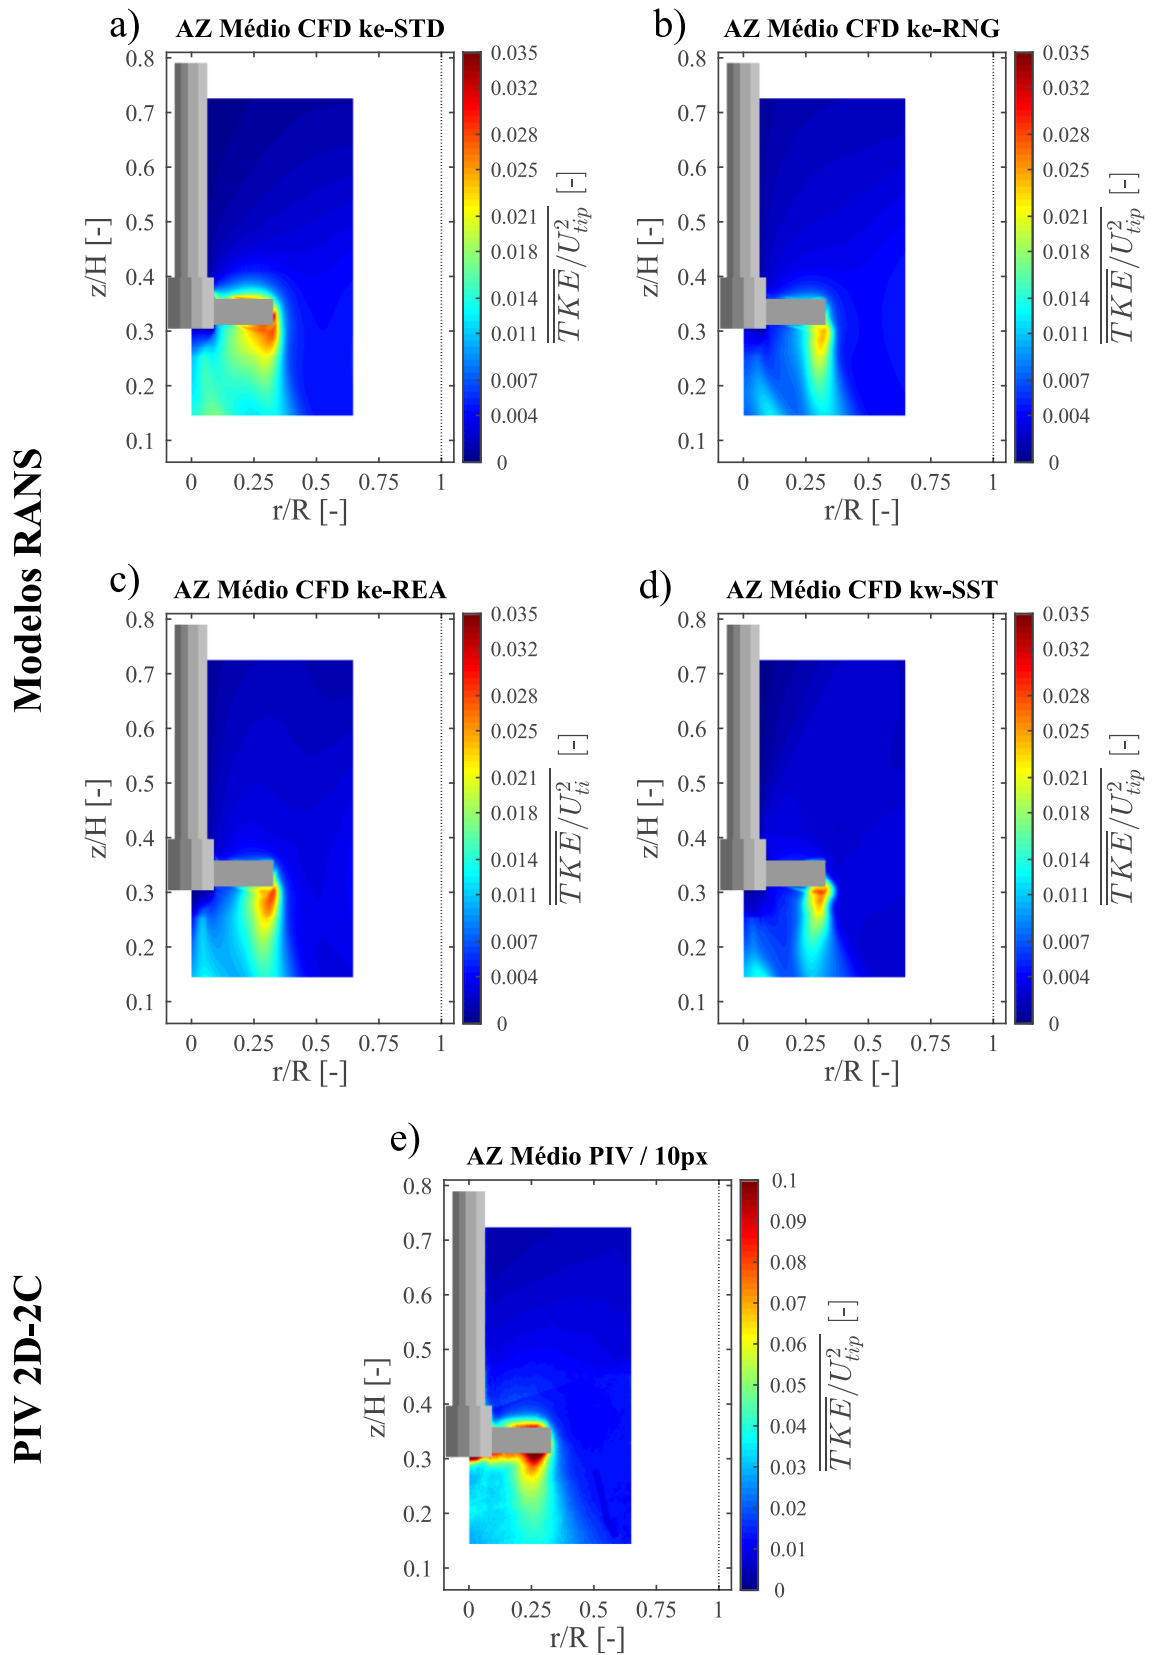 Modelos RANS
a)
AZ Médio CFD ke-STD
0.8
0.7
0.6
0.5
0.4
0.3
0.2
0.1
z/H [-]
0 0.25 0.5 0.75 1
r/R [-]
0.035
0.032
0.028
0.025
0.021
0.018
0.014
0.011
0.007
0.004
0
TKE/U²tip [-]
b)
AZ Médio CFD ke-RNG
0.8
0.7
0.6
0.5
0.4
0.3
0.2
0.1
z/H [-]
0 0.25 0.5 0.75 1
r/R [-]
0.035
0.032
0.028
0.025
0.021
0.018
0.014
0.011
0.007
0.004
0
TKE/U²tip [-]
c)
AZ Médio CFD ke-REA
0.8
0.7
0.6
0.5
0.4
0.3
0.2
0.1
z/H [-]
0 0.25 0.5 0.75 1
r/R [-]
0.035
0.032
0.028
0.025
0.021
0.018
0.014
0.011
0.007
0.004
0
TKE/U²ti [-]
d)
AZ Médio CFD kw-SST
0.8
0.7
0.6
0.5
0.4
0.3
0.2
0.1
z/H [-]
0 0.25 0.5 0.75 1
r/R [-]
0.035
0.032
0.028
0.025
0.021
0.018
0.014
0.011
0.007
0.004
0
TKE/U²tip [-]
PIV 2D-2C
e)
AZ Médio PIV / 10px
0.8
0.7
0.6
0.5
0.4
0.3
0.2
0.1
z/H [-]
0 0.25 0.5 0.75 1
r/R [-]
0.1
0.09
0.08
0.07
0.06
0.05
0.04
0.03
0.02
0.01
0
TKE/U²tip [-]